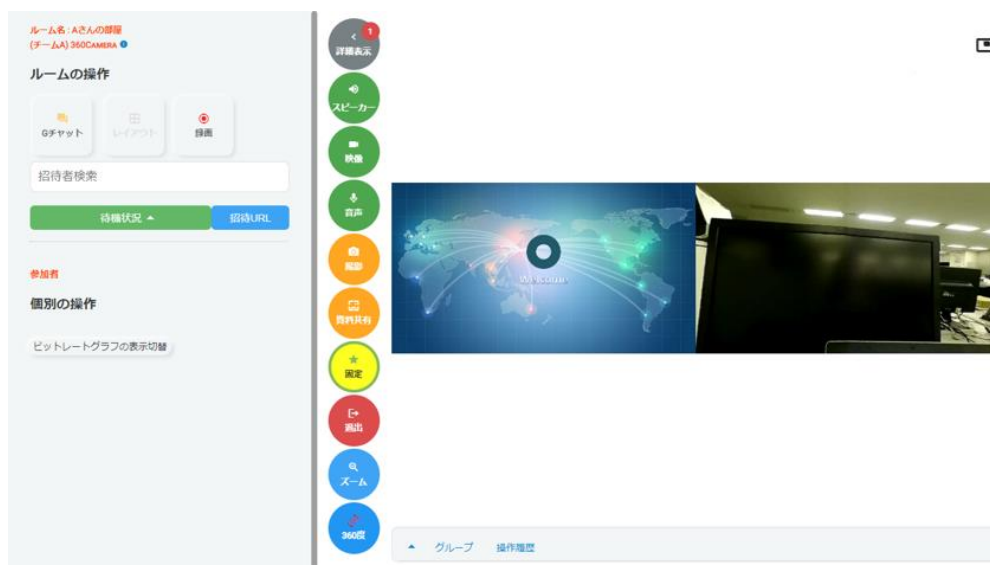 ルーム名 : Aさんの部屋
(チームA) 360CAMERA
ルームの操作
Gチャット
レイアウト
録画
招待者検索
待機状況
招待URL
参加者
個別の操作
ビットレートグラフの表示切替
1
詳細表示
スピーカー
映像
音声
撮影
資料共有
固定
退出
ズーム
360度
Welcome
グループ
操作履歴